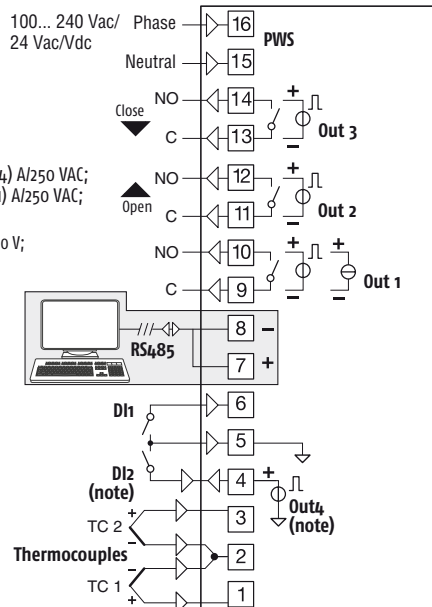 100... 240 Vac/
24 Vac/Vdc
Phase
16
PWS
Neutral
15
NO
14
+
Close
C
13
–
Out 3
4) A/250 VAC;
) A/250 VAC;
NO
12
+
Open
C
11
–
Out 2
0 V;
NO
10
+
+
C
9
–
–
Out 1
8
–
RS485
7
+
DI1
6
5
DI2
(note)
4
+
Out4
(note)
+
TC 2
–
3
Thermocouples
2
–
TC 1
+
1